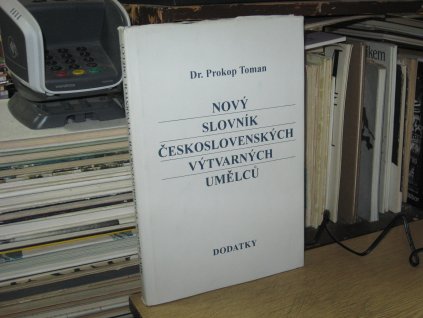 Dr. Prokop Toman
NOVÝ
SLOVNÍK
ČESKOSLOVENSKÝCH
VÝTVARNÝCH
UMĚLCŮ
DODATKY